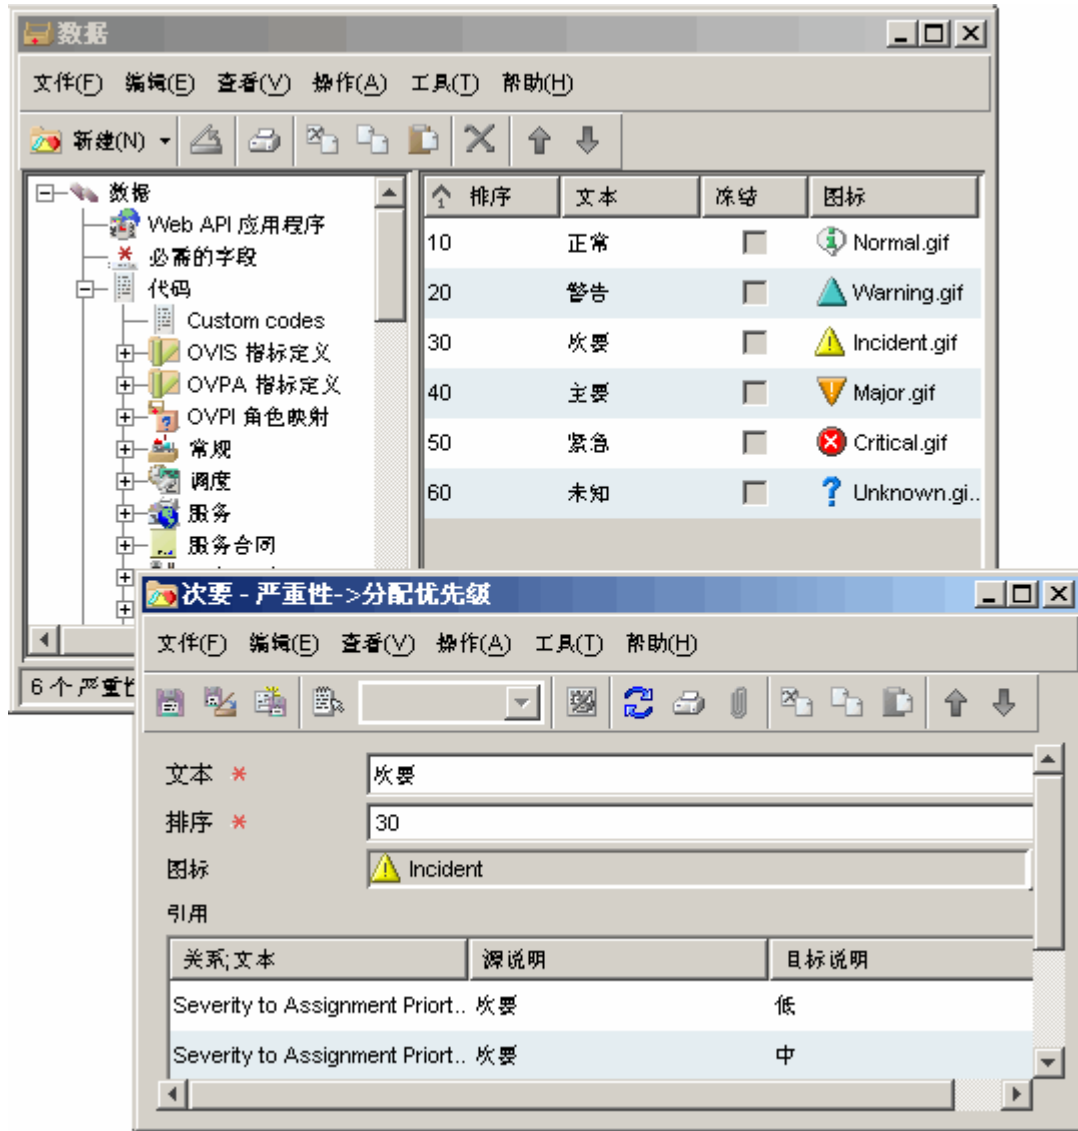 数据
文件(F) 编辑(E) 查看(V) 操作(A) 工具(T) 帮助(H)
新建(N)
数据
Web API 应用程序
必需的字段
代码
Custom codes
OVIS 指标定义
OVPA 指标定义
OVPI 角色映射
常规
调度
服务
服务合同
排序 文本 冻结 图标
10 正常 Normal.gif
20 警告 Warning.gif
30 次要 Incident.gif
40 主要 Major.gif
50 紧急 Critical.gif
60 未知 Unknown.gi..
6 个 严重性
次要 - 严重性->分配优先级
文件(F) 编辑(E) 查看(V) 操作(A) 工具(T) 帮助(H)
文本 * 次要
排序 * 30
图标 Incident
引用
关系;文本 源说明 目标说明
Severity to Assignment Priort.. 次要 低
Severity to Assignment Priort.. 次要 中